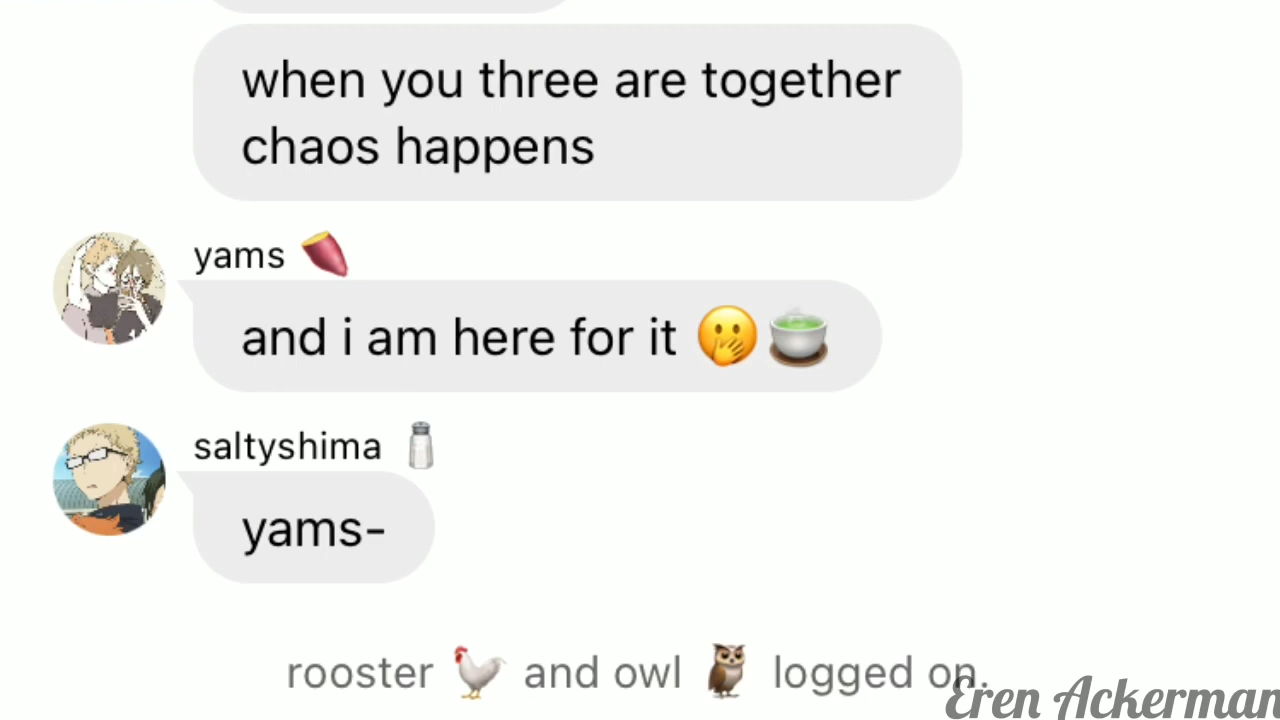 when you three are together
chaos happens
yams 🍠
and i am here for it 🤭🍵
saltyshima 🧂
yams-
rooster 🐓 and owl 🦉 logged on.
Eren Ackerman